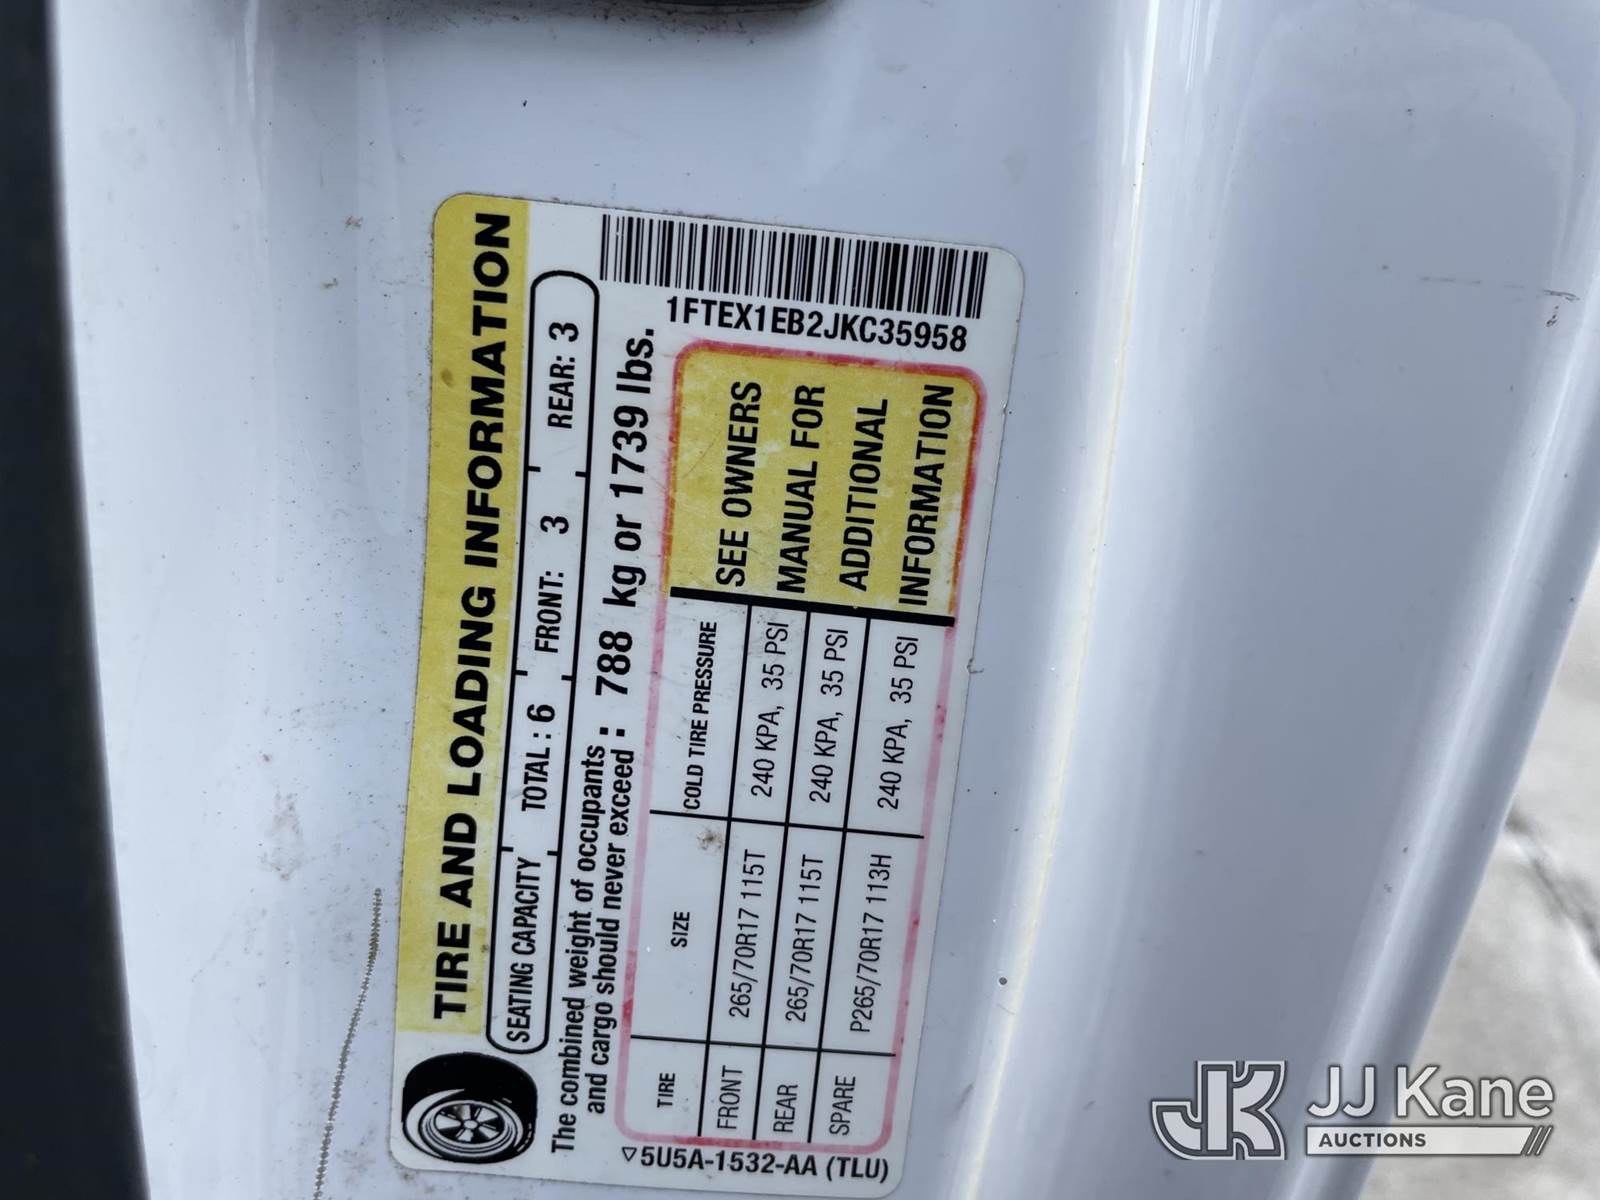 TIRE AND LOADING INFORMATION
SEATING CAPACITY TOTAL: 6 FRONT: 3 REAR: 3
The combined weight of occupants
and cargo should never exceed : 788 kg or 1739 lbs.
1FTEX1EB2JKC35958
TIRE SIZE COLD TIRE PRESSURE
FRONT 265/70R17 115T 240 KPA, 35 PSI
REAR 265/70R17 115T 240 KPA, 35 PSI
SPARE P265/70R17 113H 240 KPA, 35 PSI
SEE OWNERS
MANUAL FOR
ADDITIONAL
INFORMATION
▽5U5A-1532-AA (TLU)
JK JJ Kane
AUCTIONS